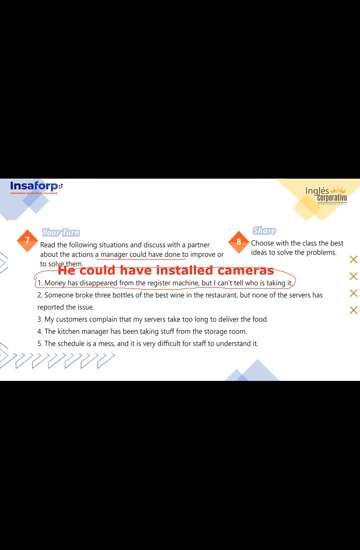 Insaforp
Inglés
Corporativo
7 Your Turn
Read the following situations and discuss with a partner
about the actions a manager could have done to improve or
to solve them.
8 Share
Choose with the class the best
ideas to solve the problems.
He could have installed cameras
1. Money has disappeared from the register machine, but I can't tell who is taking it.
2. Someone broke three bottles of the best wine in the restaurant, but none of the servers has
reported the issue.
3. My customers complain that my servers take too long to deliver the food.
4. The kitchen manager has been taking stuff from the storage room.
5. The schedule is a mess, and it is very difficult for staff to understand it.